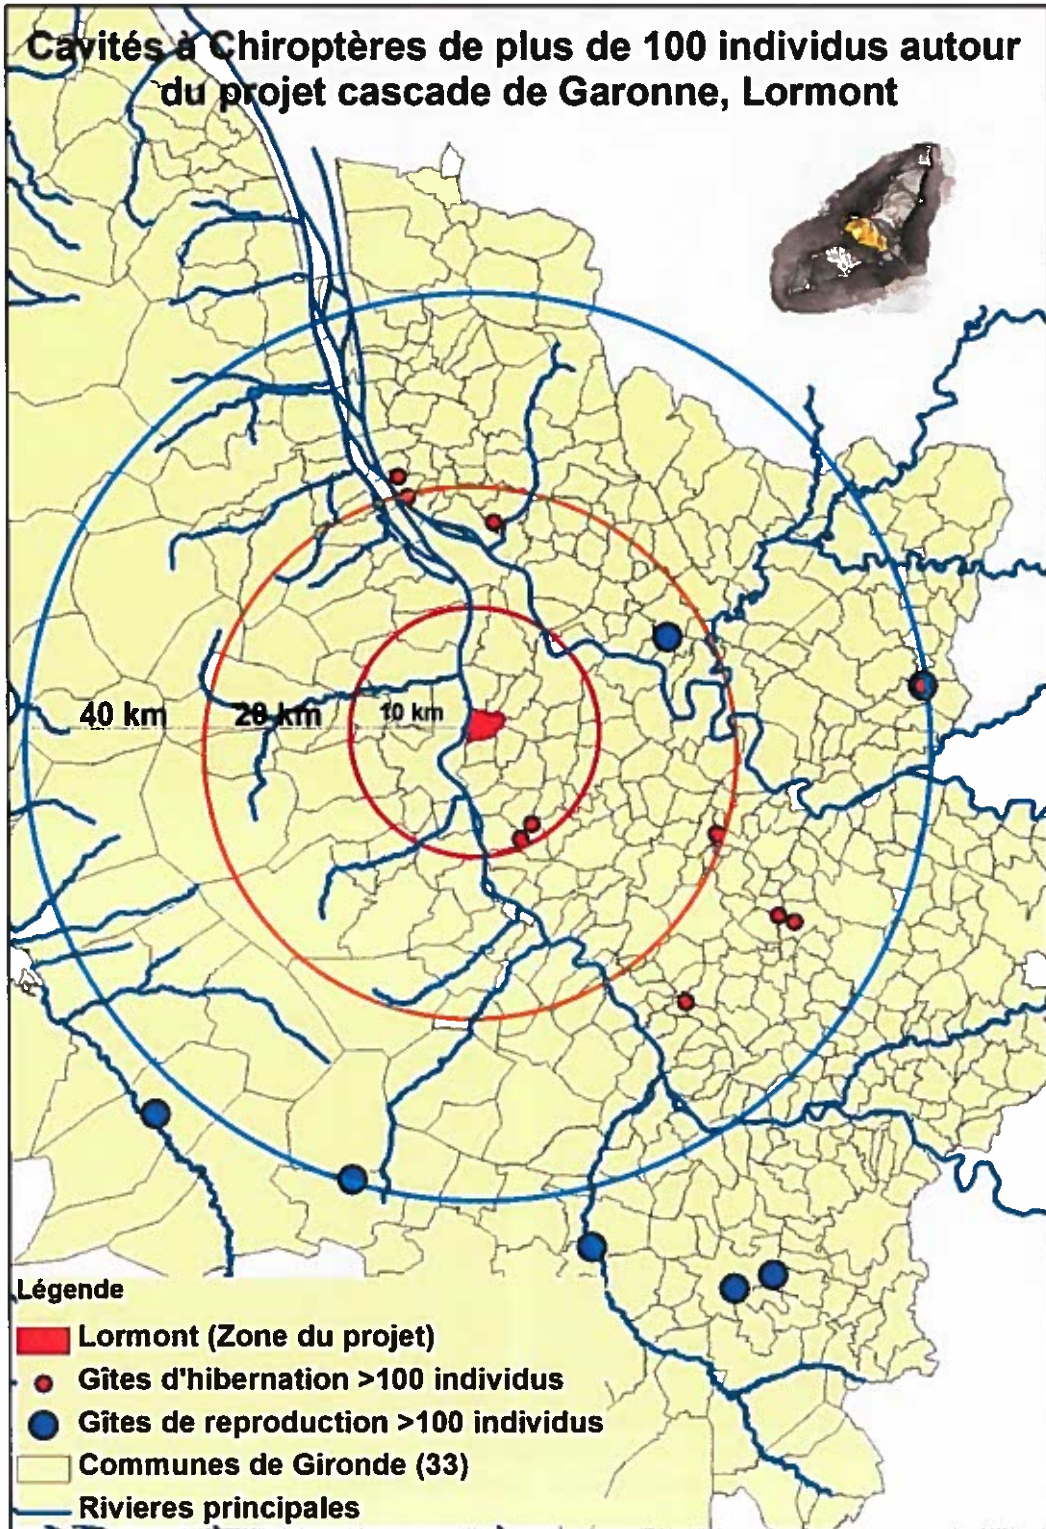 Cavités à Chiroptères de plus de 100 individus autour
du projet cascade de Garonne, Lormont
40 km
20 km
10 km
Légende
Lormont (Zone du projet)
Gîtes d'hibernation >100 individus
Gîtes de reproduction >100 individus
Communes de Gironde (33)
Rivieres principales